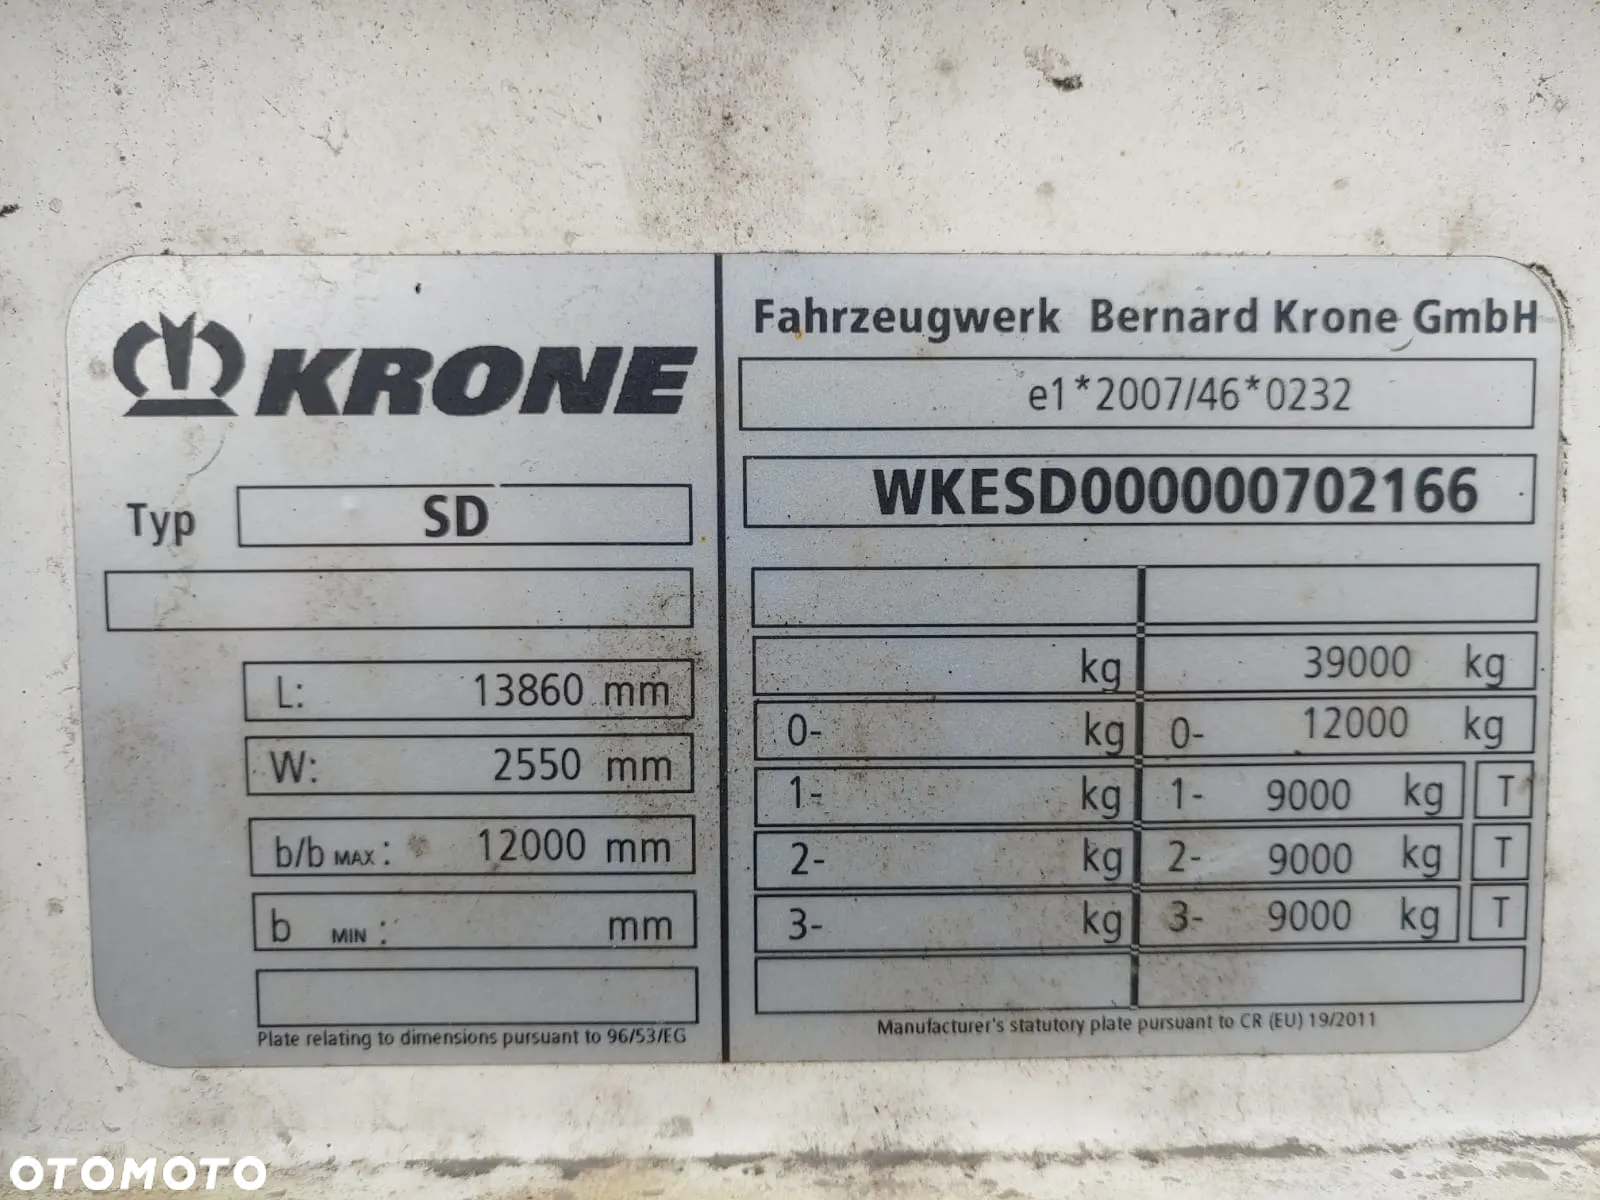 KRONE
Typ SD
L: 13860 mm
W: 2550 mm
b/b MAX : 12000 mm
b MIN : mm
Plate relating to dimensions pursuant to 96/53/EG
Fahrzeugwerk Bernard Krone GmbH
e1*2007/46*0232
WKESD000000702166
kg 39000 kg
0- kg 0- 12000 kg
1- kg 1- 9000 kg T
2- kg 2- 9000 kg T
3- kg 3- 9000 kg T
Manufacturer's statutory plate pursuant to CR (EU) 19/2011
OTOMOTO